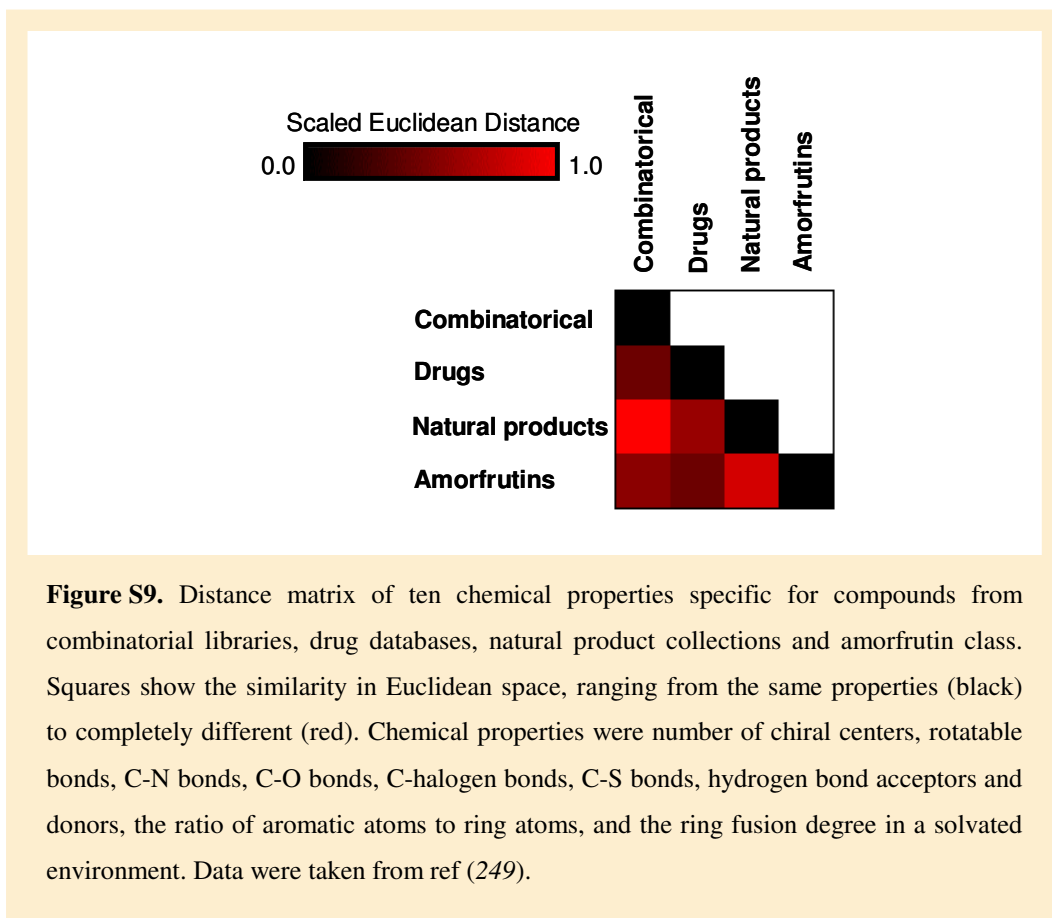 Scaled Euclidean Distance
0.0 1.0
Combinatorical
Drugs
Natural products
Amorfrutins
Combinatorical
Drugs
Natural products
Amorfrutins
Figure S9. Distance matrix of ten chemical properties specific for compounds from
combinatorial libraries, drug databases, natural product collections and amorfrutin class.
Squares show the similarity in Euclidean space, ranging from the same properties (black)
to completely different (red). Chemical properties were number of chiral centers, rotatable
bonds, C-N bonds, C-O bonds, C-halogen bonds, C-S bonds, hydrogen bond acceptors and
donors, the ratio of aromatic atoms to ring atoms, and the ring fusion degree in a solvated
environment. Data were taken from ref (249).